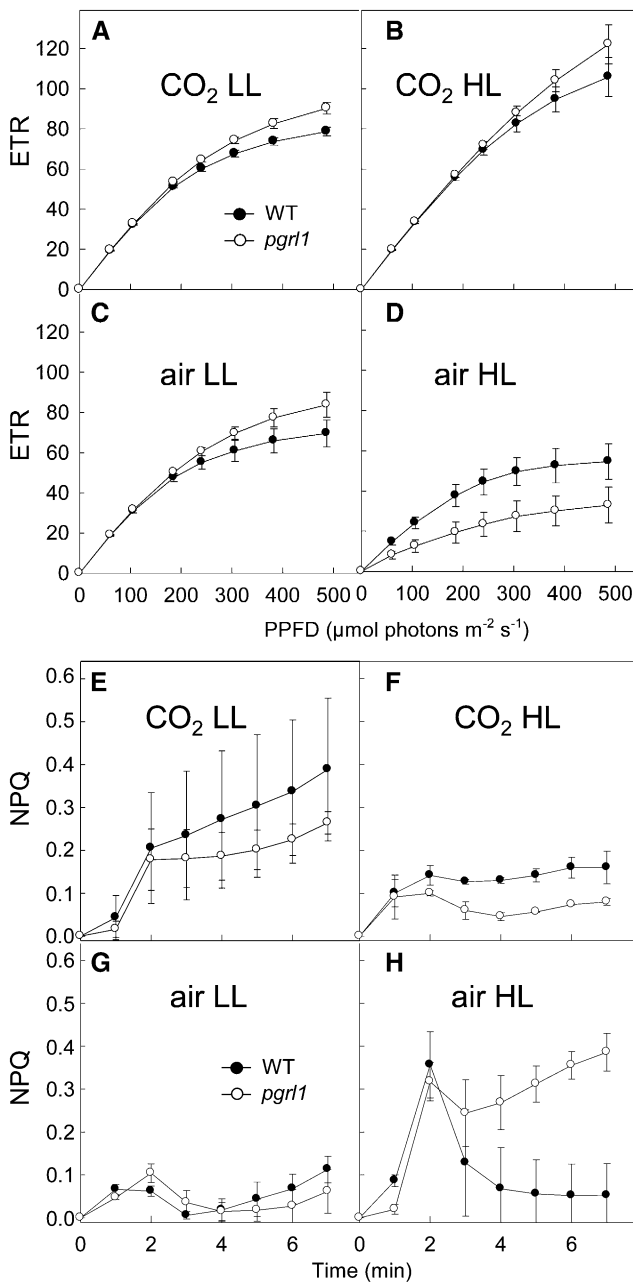 A
CO2 LL
B
CO2 HL
ETR
120
100
80
60
40
20
0
WT
pgrl1
C
air LL
D
air HL
ETR
120
100
80
60
40
20
0
0 100 200 300 400 500
0 100 200 300 400 500
PPFD (µmol photons m-2 s-1)
E
CO2 LL
F
CO2 HL
NPQ
0.6
0.5
0.4
0.3
0.2
0.1
0.0
G
air LL
H
air HL
NPQ
0.6
0.5
0.4
0.3
0.2
0.1
0.0
WT
pgrl1
0 2 4 6
0 2 4 6
Time (min)